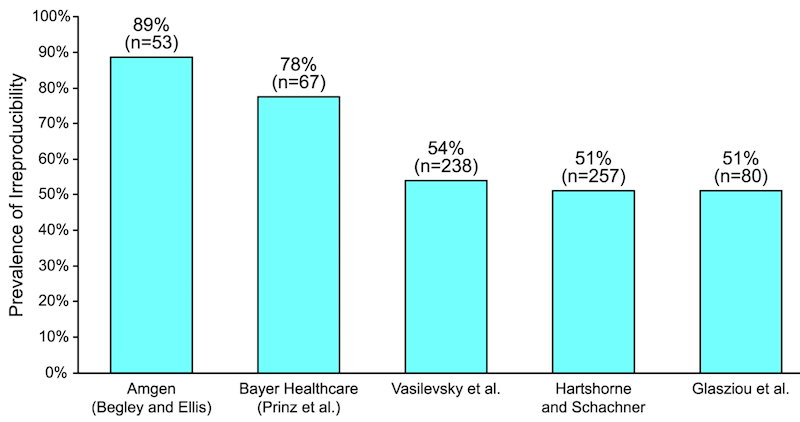 Prevalence of Irreproducibility
100%
90%
80%
70%
60%
50%
40%
30%
20%
10%
0%
89%
(n=53)
78%
(n=67)
54%
(n=238)
51%
(n=257)
51%
(n=80)
Amgen
(Begley and Ellis)
Bayer Healthcare
(Prinz et al.)
Vasilevsky et al.
Hartshorne
and Schachner
Glasziou et al.